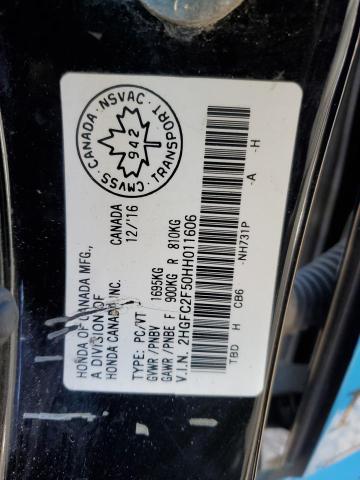 HONDA OF CANADA MFG.,
A DIVISION OF
HONDA CANADA INC.
CANADA
12/'16
CMVSS CANADA · NSVAC · TRANSPORT
942
TYPE: PC/VT
GVWR / PNBV 1695KG
GAWR / PNBE F 900KG R 810KG
V.I.N. 2HGFC2F50HH011606
TBD H CB6 -NH731P -A -H